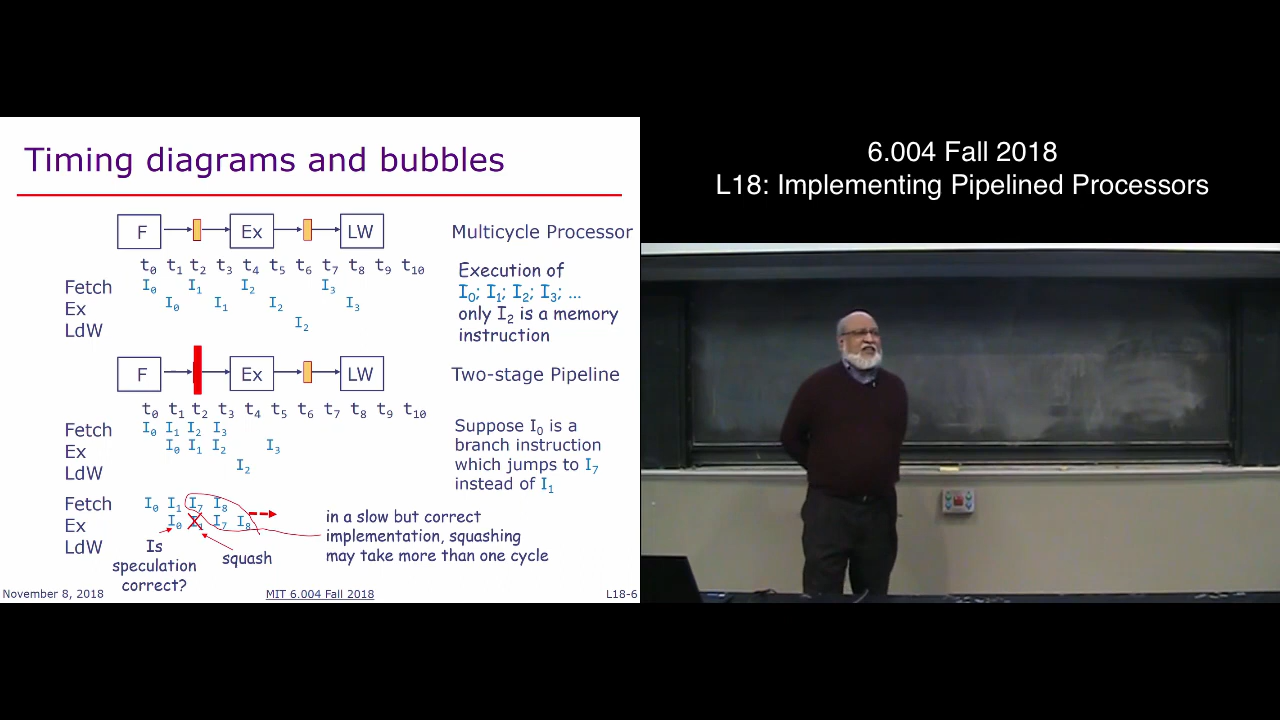 Timing diagrams and bubbles
F Ex LW Multicycle Processor
t0 t1 t2 t3 t4 t5 t6 t7 t8 t9 t10
Fetch I0 I1 I2 I3
Ex I0 I1 I2 I3
LdW I2
Execution of
I0; I1; I2; I3; ...
only I2 is a memory
instruction
F Ex LW Two-stage Pipeline
t0 t1 t2 t3 t4 t5 t6 t7 t8 t9 t10
Fetch I0 I1 I2 I3
Ex I0 I1 I2 I3
LdW I2
Suppose I0 is a
branch instruction
which jumps to I7
instead of I1
Fetch I0 I1 I7 I8
Ex I0 I1 I7 I8
LdW
Is
speculation
correct?
squash
in a slow but correct
implementation, squashing
may take more than one cycle
November 8, 2018 MIT 6.004 Fall 2018 L18-6
6.004 Fall 2018
L18: Implementing Pipelined Processors